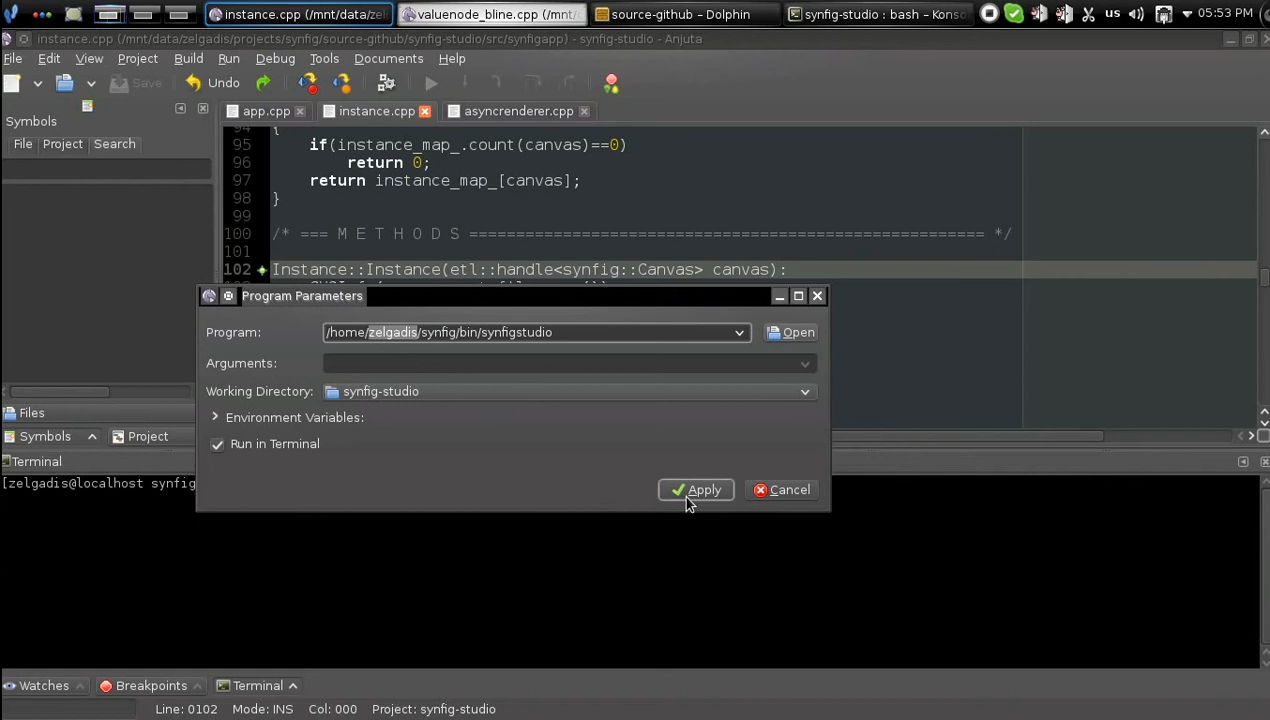 instance.cpp (/mnt/data/zel
valuenode_bline.cpp (/mnt/
source-github – Dolphin
synfig-studio : bash – Kons
us
05:53 PM
instance.cpp (/mnt/data/zelgadis/projects/synfig/source-github/synfig-studio/src/synfigapp) - synfig-studio - Anjuta
File Edit View Project Build Run Debug Tools Documents Help
Save Undo
Symbols
app.cpp instance.cpp asyncrenderer.cpp
File Project Search
94 {
95 if(instance_map_.count(canvas)==0)
96 return 0;
97 return instance_map_[canvas];
98 }
99
100 /* === M E T H O D S ======================================================= */
101
102 Instance::Instance(etl::handle<synfig::Canvas> canvas):
Program Parameters
Program: /home/zelgadis/synfig/bin/synfigstudio Open
Arguments:
Working Directory: synfig-studio
Environment Variables:
Run in Terminal
Apply Cancel
Files
Symbols Project
Terminal
[zelgadis@localhost synfig
Watches Breakpoints Terminal
Line: 0102 Mode: INS Col: 000 Project: synfig-studio